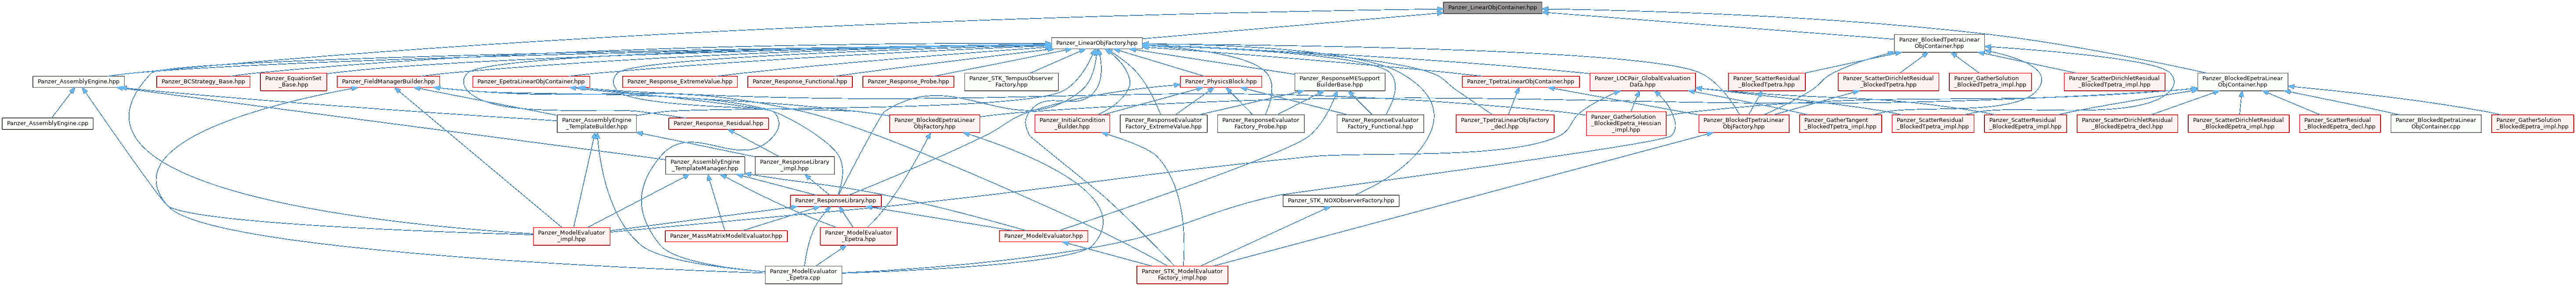 Panzer_LinearObjContainer.hpp
Panzer_LinearObjFactory.hpp
Panzer_BlockedTpetraLinear
ObjContainer.hpp
Panzer_AssemblyEngine.hpp
Panzer_BCStrategy_Base.hpp
Panzer_EquationSet
_Base.hpp
Panzer_FieldManagerBuilder.hpp
Panzer_EpetraLinearObjContainer.hpp
Panzer_Response_ExtremeValue.hpp
Panzer_Response_Functional.hpp
Panzer_Response_Probe.hpp
Panzer_STK_TempusObserver
Factory.hpp
Panzer_PhysicsBlock.hpp
Panzer_ResponseMESupport
BuilderBase.hpp
Panzer_TpetraLinearObjContainer.hpp
Panzer_LOCPair_GlobalEvaluation
Data.hpp
Panzer_ScatterResidual
_BlockedTpetra.hpp
Panzer_ScatterDirichletResidual
_BlockedTpetra.hpp
Panzer_GatherSolution
_BlockedTpetra_impl.hpp
Panzer_ScatterDirichletResidual
_BlockedTpetra_impl.hpp
Panzer_BlockedEpetraLinear
ObjContainer.hpp
Panzer_AssemblyEngine.cpp
Panzer_AssemblyEngine
_TemplateBuilder.hpp
Panzer_Response_Residual.hpp
Panzer_BlockedEpetraLinear
ObjFactory.hpp
Panzer_InitialCondition
_Builder.hpp
Panzer_ResponseEvaluator
Factory_ExtremeValue.hpp
Panzer_ResponseEvaluator
Factory_Probe.hpp
Panzer_ResponseEvaluator
Factory_Functional.hpp
Panzer_TpetraLinearObjFactory
_decl.hpp
Panzer_GatherSolution
_BlockedEpetra_Hessian
_impl.hpp
Panzer_BlockedTpetraLinear
ObjFactory.hpp
Panzer_GatherTangent
_BlockedTpetra_impl.hpp
Panzer_ScatterResidual
_BlockedTpetra_impl.hpp
Panzer_ScatterResidual
_BlockedEpetra_impl.hpp
Panzer_ScatterDirichletResidual
_BlockedEpetra_decl.hpp
Panzer_ScatterDirichletResidual
_BlockedEpetra_impl.hpp
Panzer_ScatterResidual
_BlockedEpetra_decl.hpp
Panzer_BlockedEpetraLinear
ObjContainer.cpp
Panzer_GatherSolution
_BlockedEpetra_impl.hpp
Panzer_AssemblyEngine
_TemplateManager.hpp
Panzer_ResponseLibrary
_impl.hpp
Panzer_ResponseLibrary.hpp
Panzer_STK_NOXObserverFactory.hpp
Panzer_ModelEvaluator
_impl.hpp
Panzer_MassMatrixModelEvaluator.hpp
Panzer_ModelEvaluator
_Epetra.hpp
Panzer_ModelEvaluator.hpp
Panzer_ModelEvaluator
_Epetra.cpp
Panzer_STK_ModelEvaluator
Factory_impl.hpp